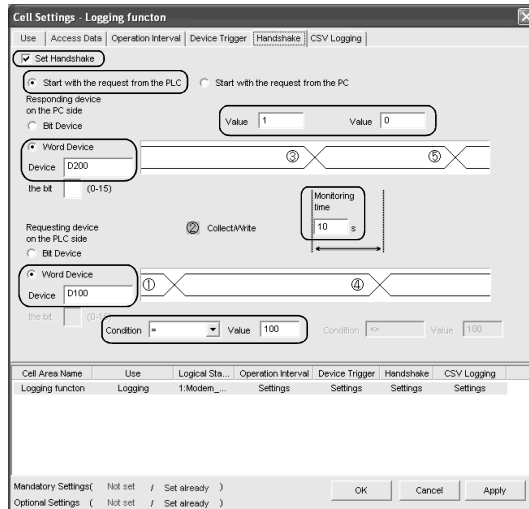 Cell Settings - Logging functon
Use Access Data Operation Interval Device Trigger Handshake CSV Logging
Set Handshake
Start with the request from the PLC Start with the request from the PC
Responding device
on the PC side
Bit Device
Value 1 Value 0
Word Device
Device D200
③ ⑤
the bit (0-15)
Monitoring
time
10 s
Requesting device
on the PLC side
② Collect/Write
Bit Device
Word Device
Device D100
① ④
the bit (0-15)
Condition = Value 100 Condition <> Value 100
Cell Area Name Use Logical Sta... Operation Interval Device Trigger Handshake CSV Logging
Logging functon Logging 1:Modem_... Settings Settings Settings Settings
Mandatory Settings( Not set / Set already )
Optional Settings ( Not set / Set already )
OK Cancel Apply